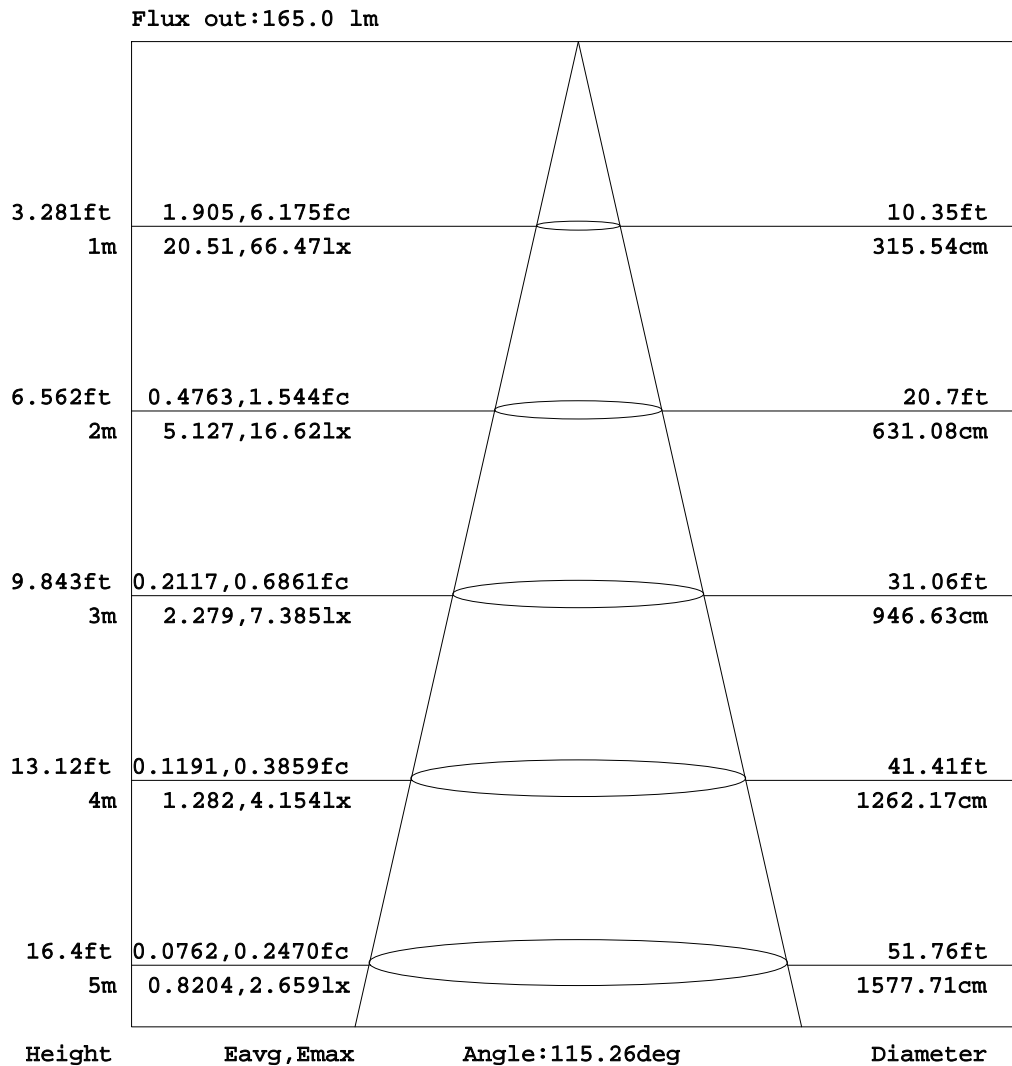 Flux out:165.0 lm
3.281ft 1.905,6.175fc 10.35ft
1m 20.51,66.47lx 315.54cm
6.562ft 0.4763,1.544fc 20.7ft
2m 5.127,16.62lx 631.08cm
9.843ft 0.2117,0.6861fc 31.06ft
3m 2.279,7.385lx 946.63cm
13.12ft 0.1191,0.3859fc 41.41ft
4m 1.282,4.154lx 1262.17cm
16.4ft 0.0762,0.2470fc 51.76ft
5m 0.8204,2.659lx 1577.71cm
Height Eavg,Emax Angle:115.26deg Diameter